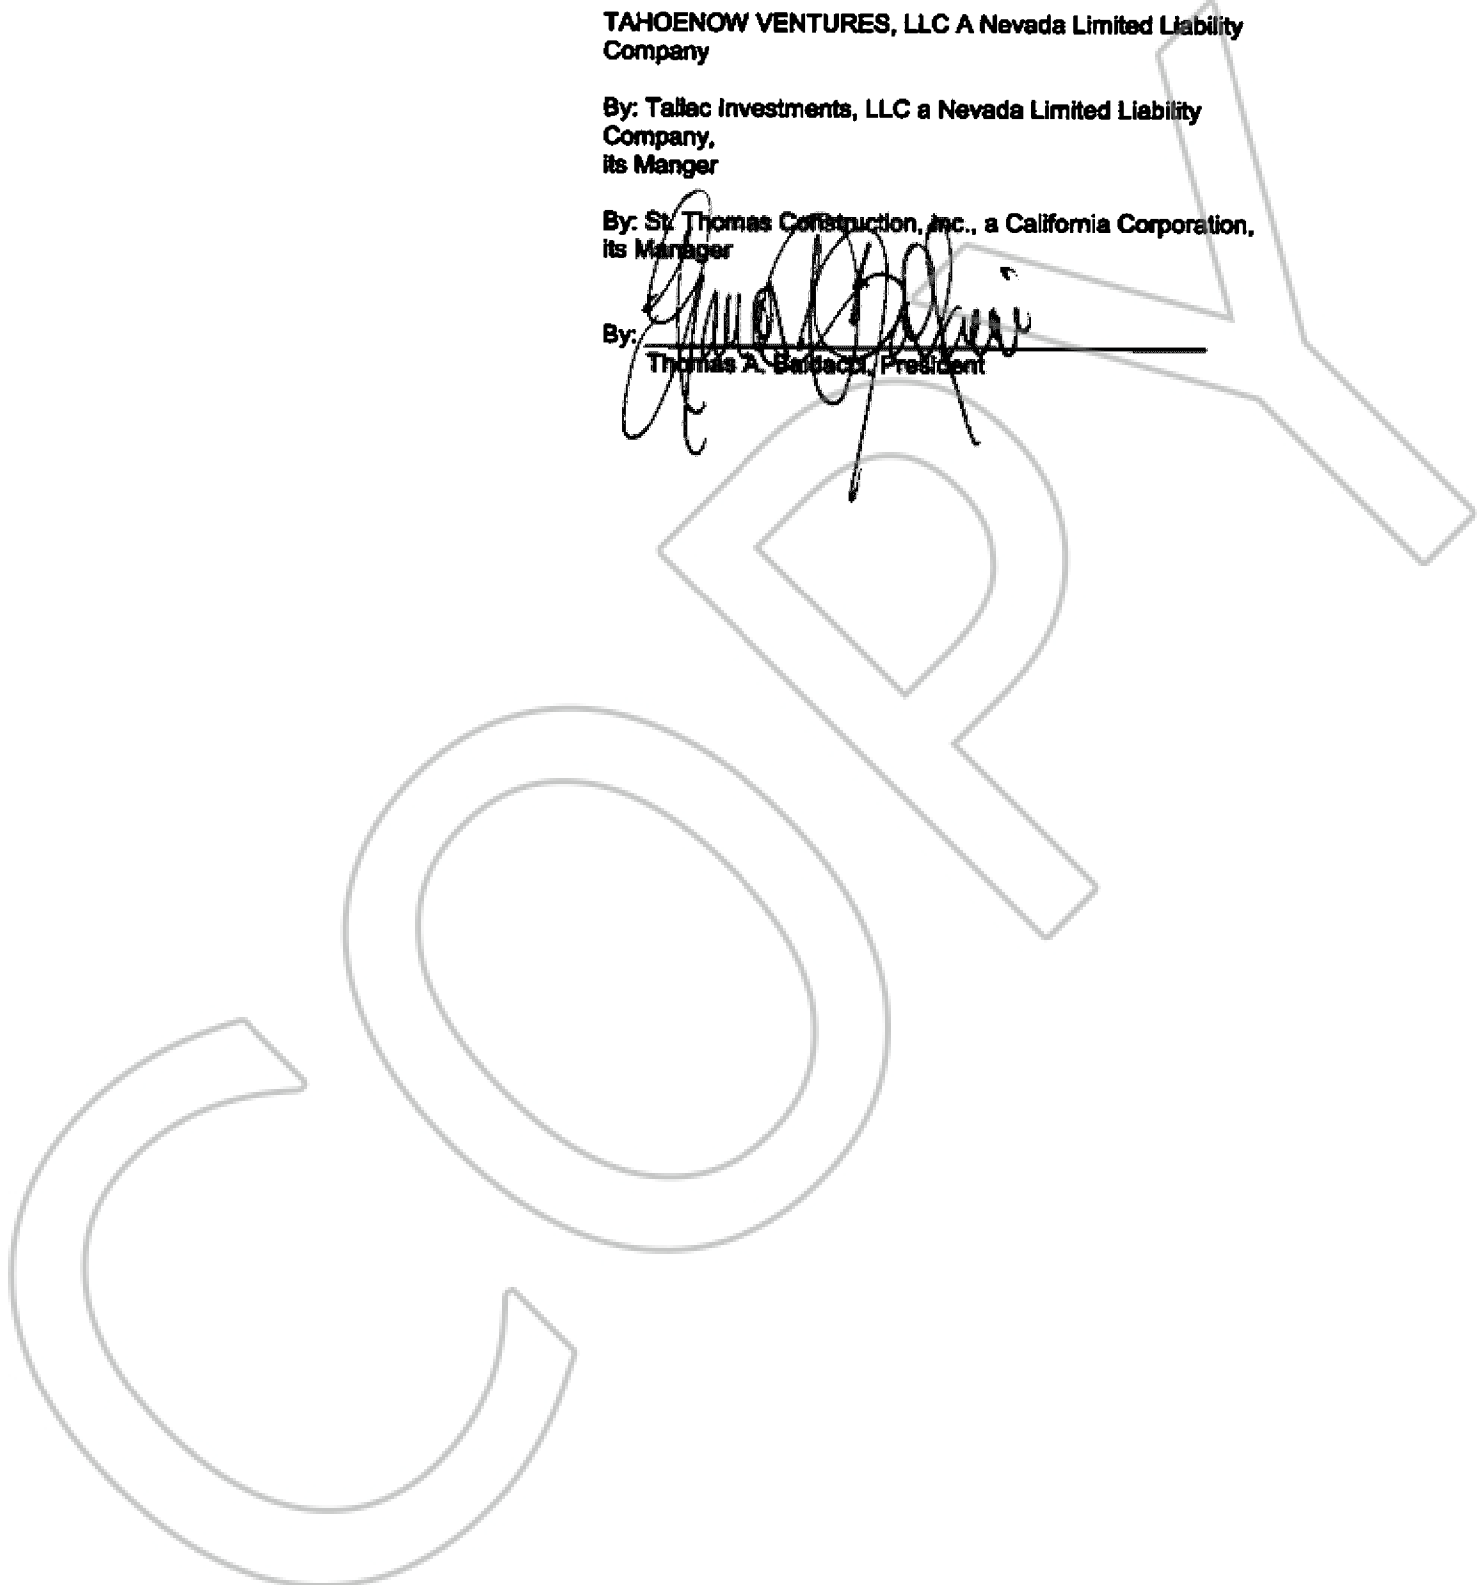 TAHOENOW VENTURES, LLC A Nevada Limited Liability
Company
By: Tallac Investments, LLC a Nevada Limited Liability
Company,
its Manger
By: St. Thomas Construction, Inc., a California Corporation,
its Manager
By:
Thomas A. Baldacci, President
COPY